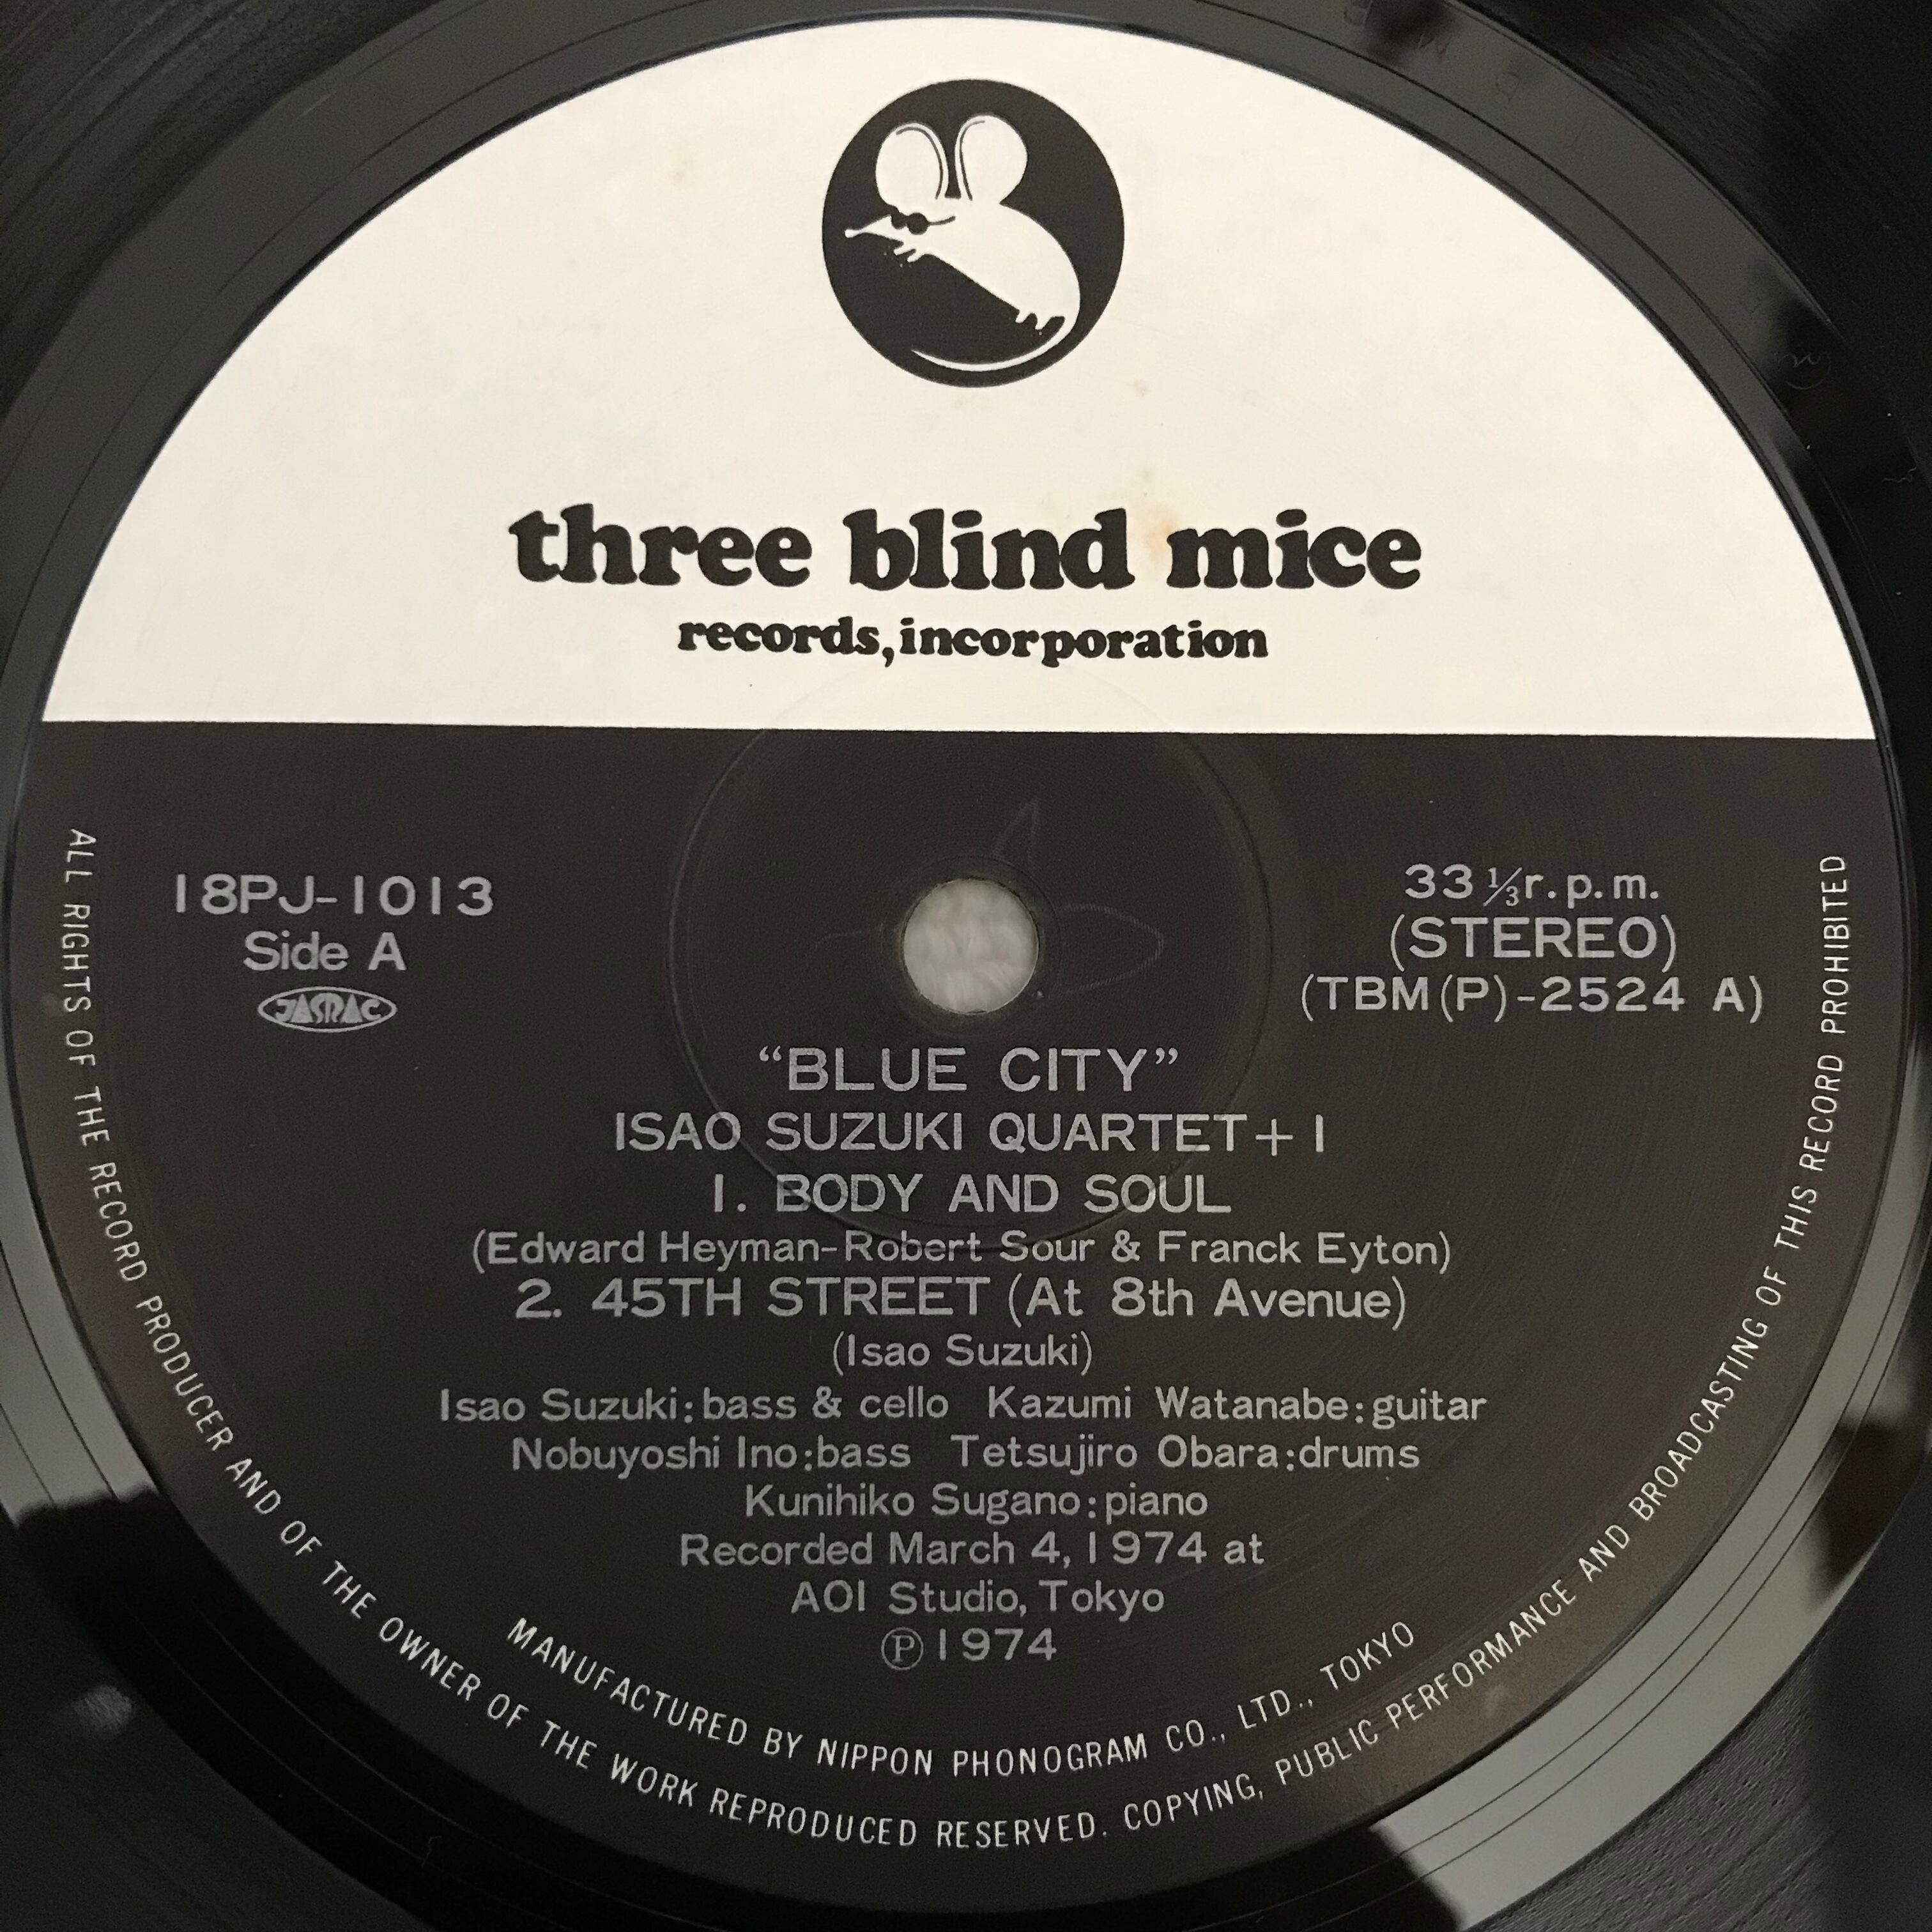 three blind mice
records, incorporation
18PJ-1013
Side A
JASRAC
33 1/3 r.p.m.
(STEREO)
(TBM(P)-2524 A)
“BLUE CITY”
ISAO SUZUKI QUARTET+1
1. BODY AND SOUL
(Edward Heyman-Robert Sour & Franck Eyton)
2. 45TH STREET (At 8th Avenue)
(Isao Suzuki)
Isao Suzuki:bass & cello Kazumi Watanabe:guitar
Nobuyoshi Ino:bass Tetsujiro Obara:drums
Kunihiko Sugano:piano
Recorded March 4, 1974 at
AOI Studio, Tokyo
Ⓟ1974
MANUFACTURED BY NIPPON PHONOGRAM CO., LTD., TOKYO
ALL RIGHTS OF THE RECORD PRODUCER AND OF THE OWNER OF THE WORK REPRODUCED RESERVED. COPYING, PUBLIC PERFORMANCE AND BROADCASTING OF THIS RECORD PROHIBITED